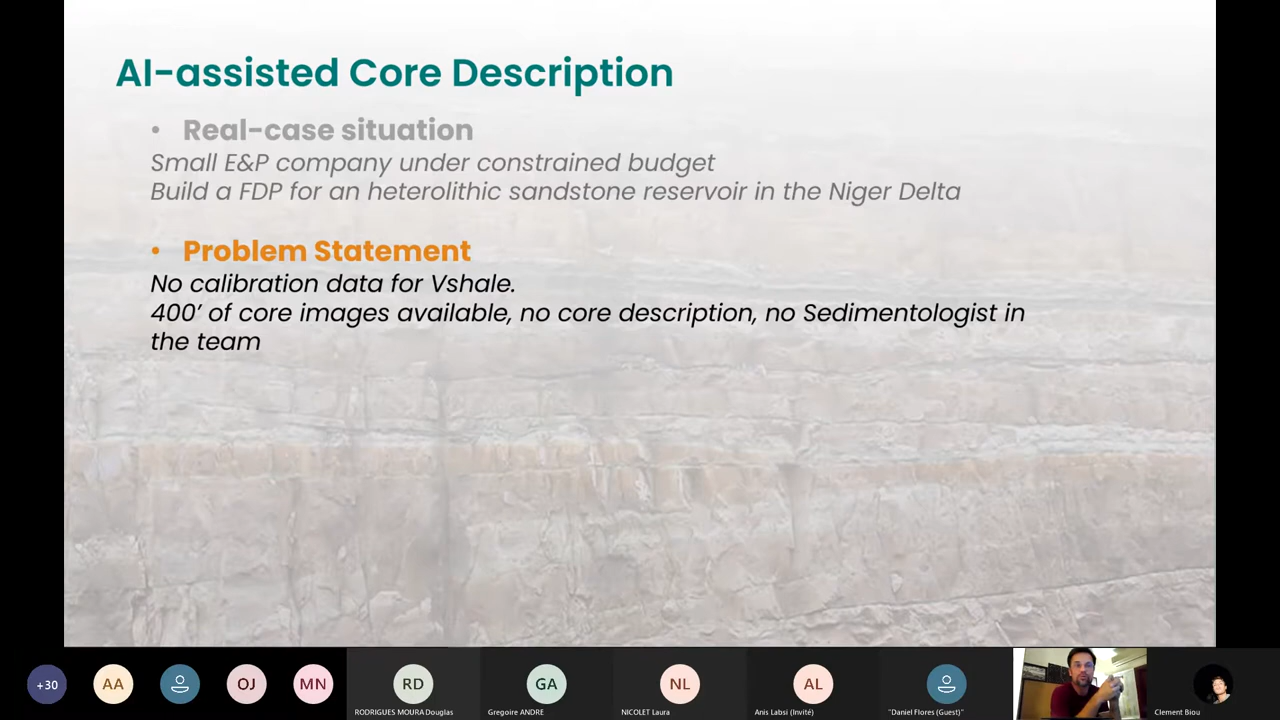 AI-assisted Core Description
• Real-case situation
Small E&P company under constrained budget
Build a FDP for an heterolithic sandstone reservoir in the Niger Delta
• Problem Statement
No calibration data for Vshale.
400’ of core images available, no core description, no Sedimentologist in
the team
+30
AA
OJ
MN
RD
GA
NL
AL
RODRIGUES MOURA Douglas
Gregoire ANDRE
NICOLET Laura
Anis Labsi (Invité)
"Daniel Flores (Guest)"
Clement Biou